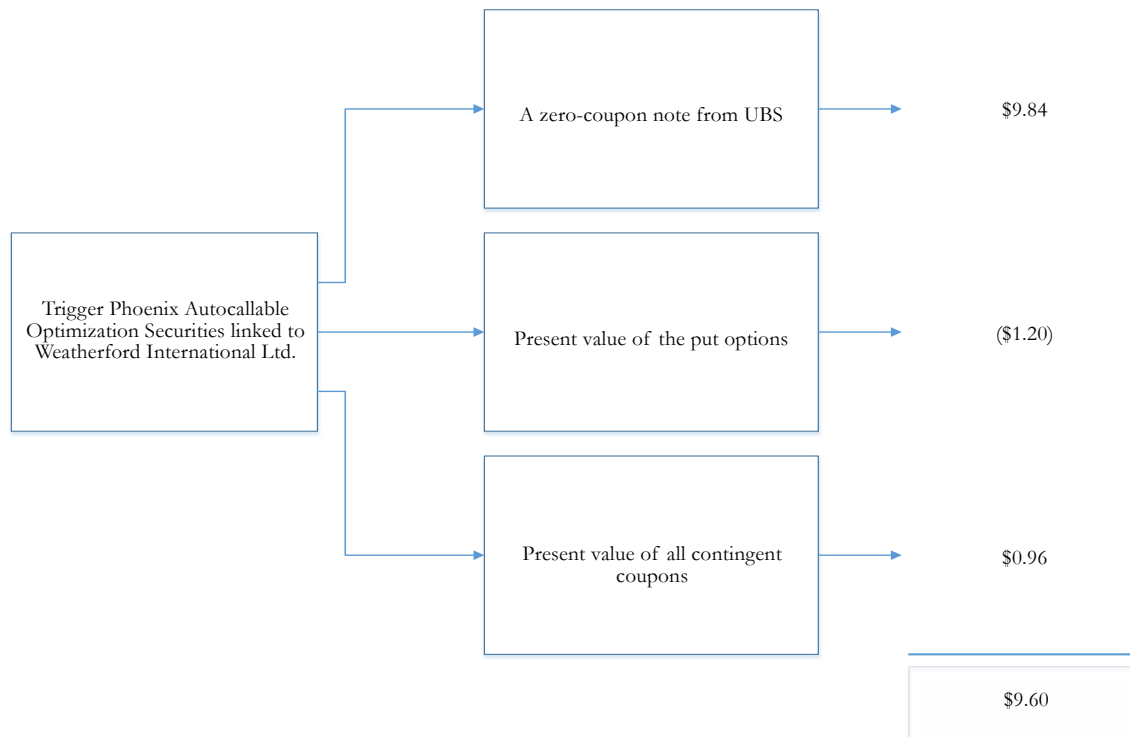 A zero-coupon note from UBS
$9.84
Trigger Phoenix Autocallable
Optimization Securities linked to
Weatherford International Ltd.
Present value of the put options
($1.20)
Present value of all contingent
coupons
$0.96
$9.60